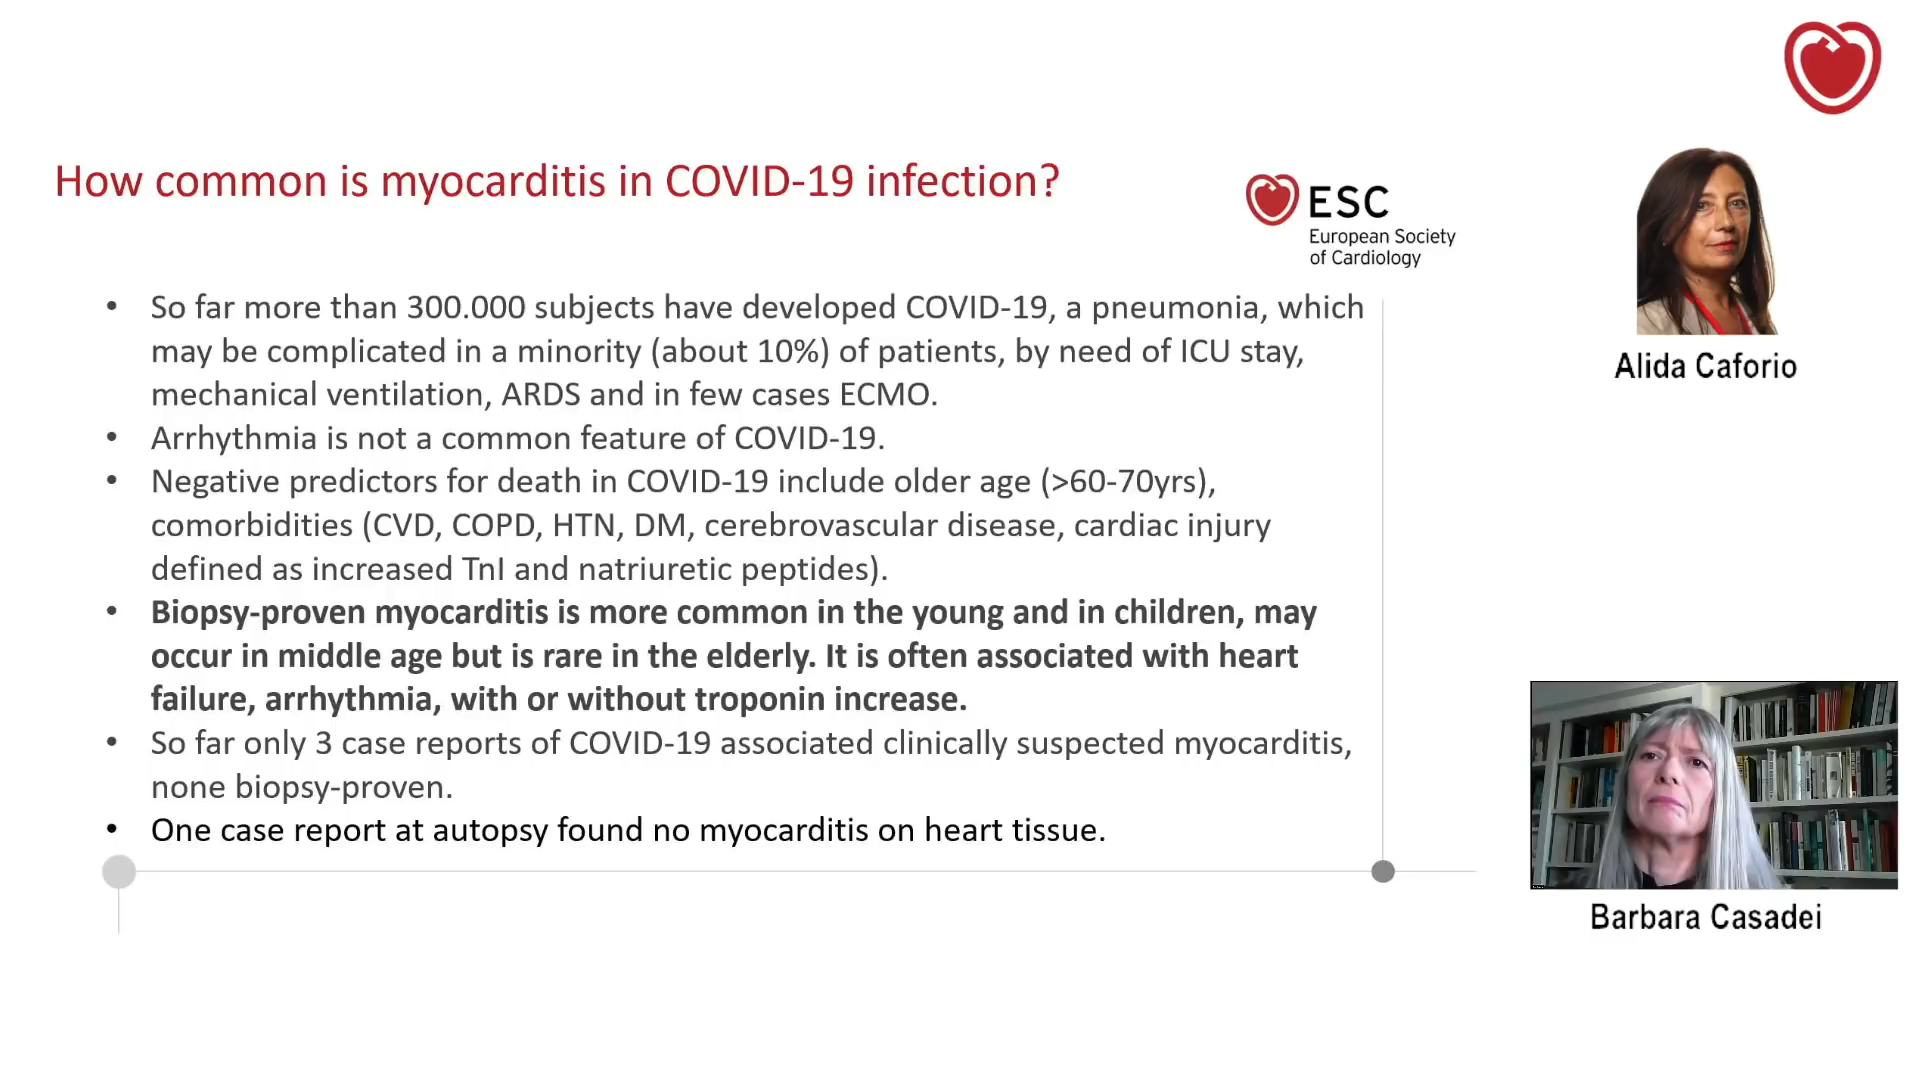 How common is myocarditis in COVID-19 infection?
ESC
European Society
of Cardiology
• So far more than 300.000 subjects have developed COVID-19, a pneumonia, which
may be complicated in a minority (about 10%) of patients, by need of ICU stay,
mechanical ventilation, ARDS and in few cases ECMO.
• Arrhythmia is not a common feature of COVID-19.
• Negative predictors for death in COVID-19 include older age (>60-70yrs),
comorbidities (CVD, COPD, HTN, DM, cerebrovascular disease, cardiac injury
defined as increased TnI and natriuretic peptides).
• Biopsy-proven myocarditis is more common in the young and in children, may
occur in middle age but is rare in the elderly. It is often associated with heart
failure, arrhythmia, with or without troponin increase.
• So far only 3 case reports of COVID-19 associated clinically suspected myocarditis,
none biopsy-proven.
• One case report at autopsy found no myocarditis on heart tissue.
Alida Caforio
Barbara Casadei